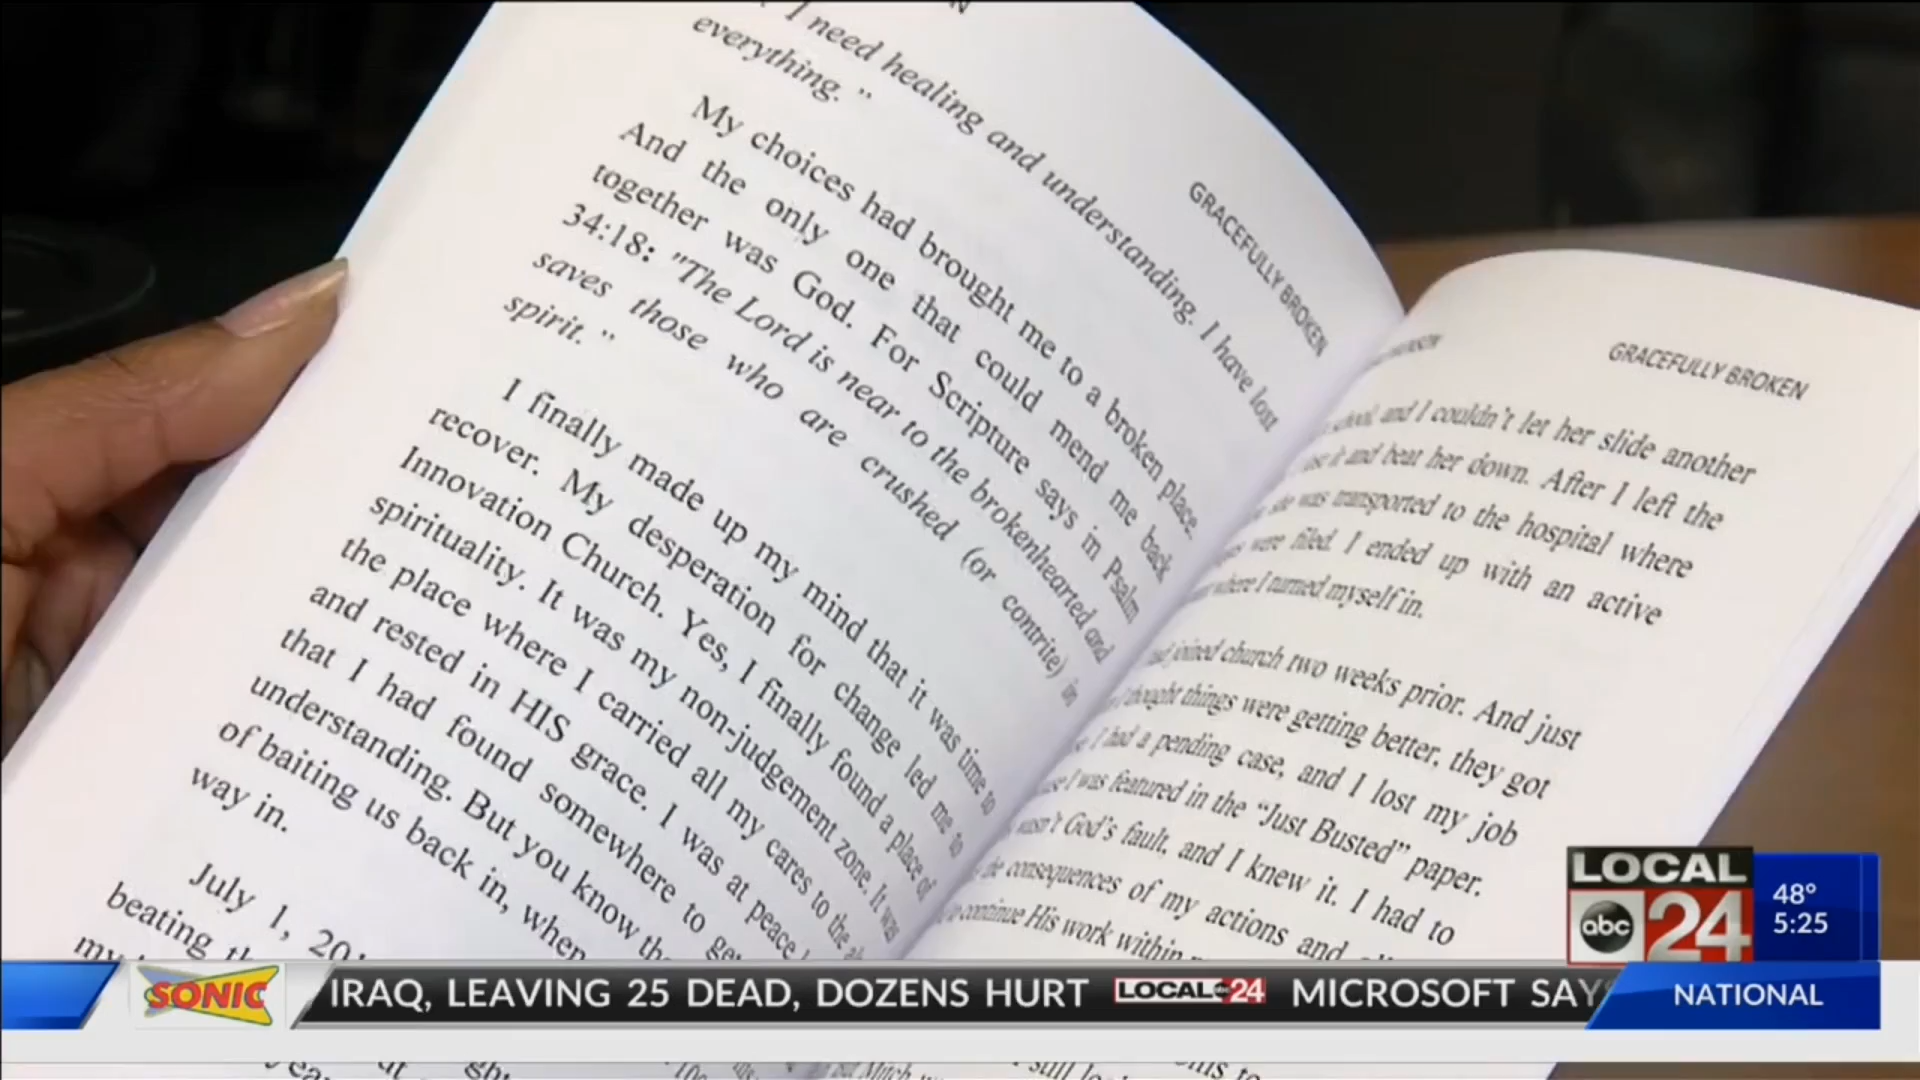 "I need healing and understanding. I have lost
everything."
My choices had brought me to a broken place.
And the only one that could mend me back
together was God. For Scripture says in Psalm
34:18: "The Lord is near to the brokenhearted and
saves those who are crushed (or contrite) in
spirit."
I finally made up my mind that it was time to
recover. My desperation for change led me to
Innovation Church. Yes, I finally found a place of
spirituality. It was my non-judgement zone. It was
the place where I carried all my cares to the
and rested in HIS grace. I was at peace
that I had found somewhere to
understanding. But you know
of baiting us back in, when
way in.
July 1,
beating
GRACEFULLY BROKEN
GRACEFULLY BROKEN
school, and I couldn't let her slide another
it and beat her down. After I left the
she was transported to the hospital where
were filed. I ended up with an active
where I turned myself in.
joined church two weeks prior. And just
I thought things were getting better, they got
I had a pending case, and I lost my job
I was featured in the "Just Busted" paper.
wasn't God's fault, and I knew it. I had to
the consequences of my actions and
continue His work within
LOCAL
abc 24
48°
5:25
SONIC
IRAQ, LEAVING 25 DEAD, DOZENS HURT LOCAL abc 24 MICROSOFT SAYS
NATIONAL